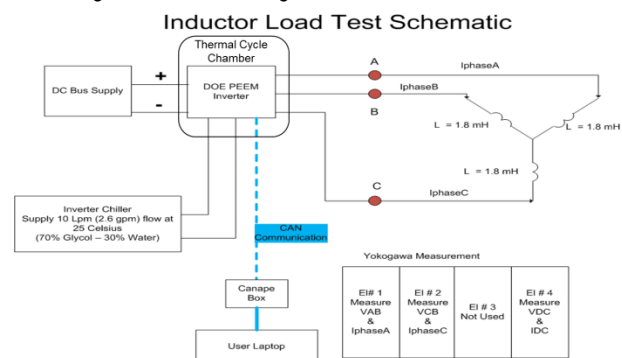 Inductor Load Test Schematic
Thermal Cycle
Chamber
DC Bus Supply
+
-
DOE PEEM
Inverter
A
IphaseA
IphaseB
B
L = 1.8 mH
L = 1.8 mH
L = 1.8 mH
C
IphaseC
Inverter Chiller
Supply 10 Lpm (2.6 gpm) flow at
25 Celsius
(70% Glycol – 30% Water)
CAN
Communication
Canape
Box
User Laptop
Yokogawa Measurement
El# 1
Measure
VAB
&
IphaseA
El # 2
Measure
VCB
&
IphaseC
El # 3
Not Used
El # 4
Measure
VDC
&
IDC